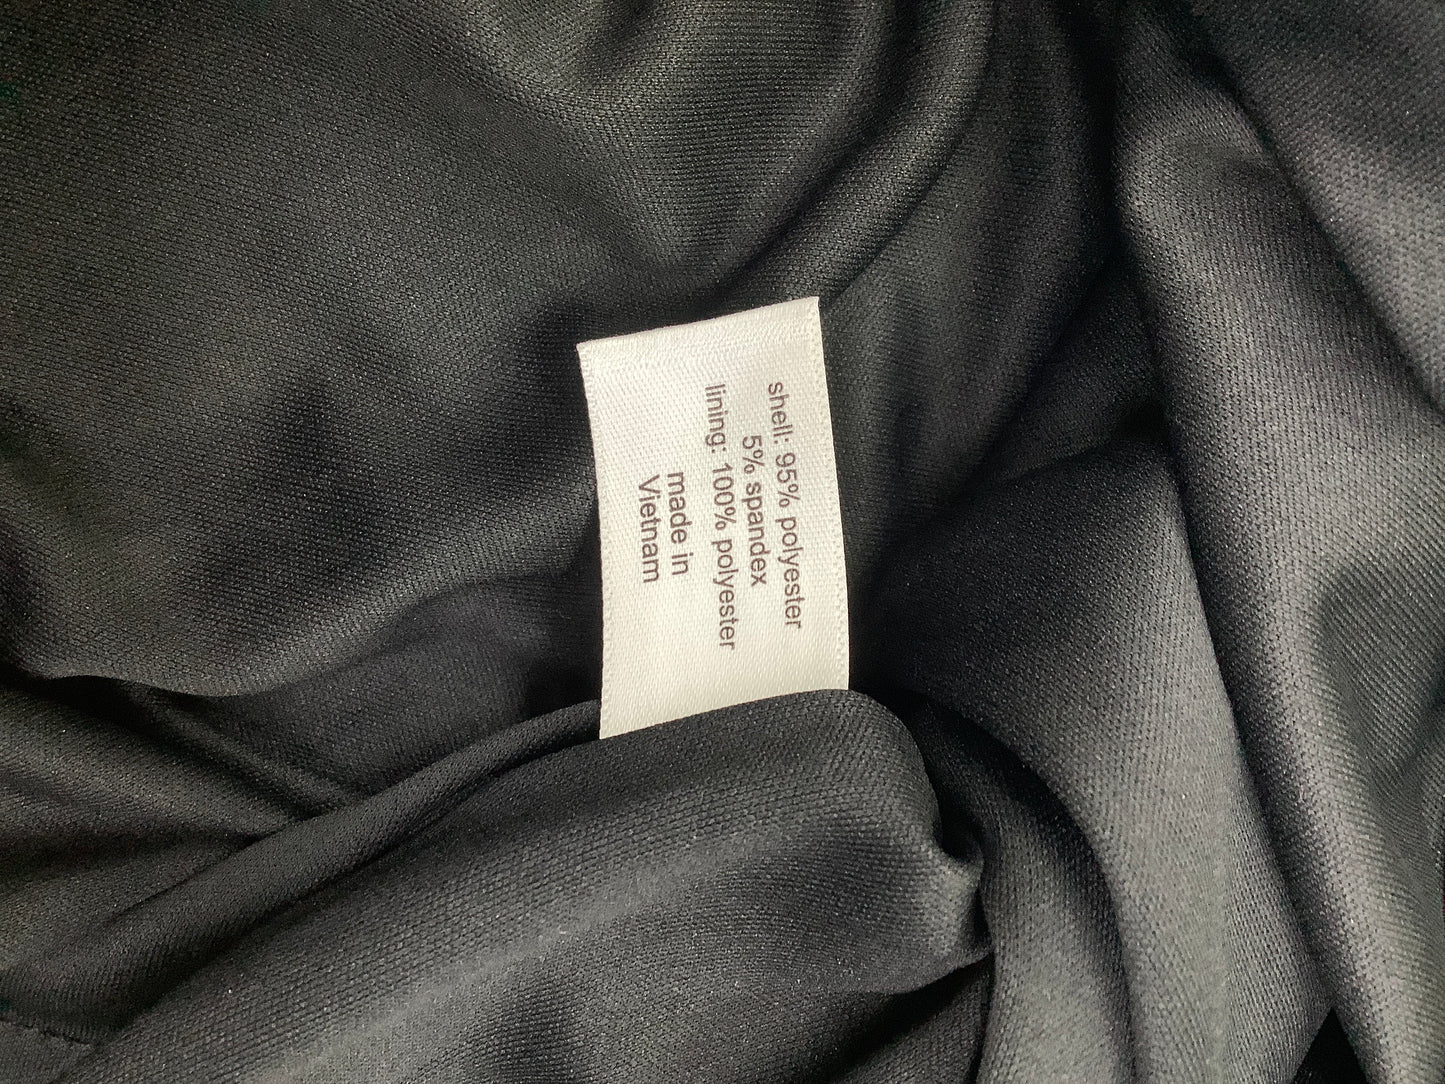 shell: 95% polyester
5% spandex
lining: 100% polyester
made in
Vietnam